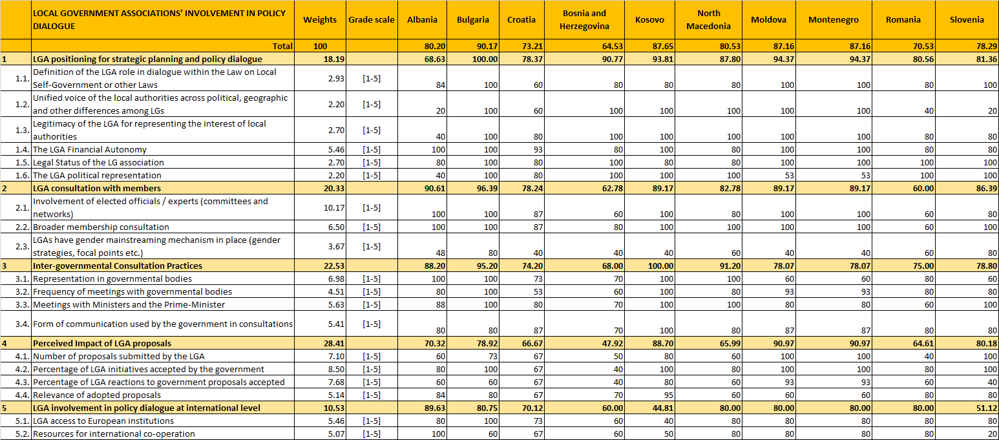 LOCAL GOVERNMENT ASSOCIATIONS' INVOLVEMENT IN POLICY DIALOGUE Weights Grade scale Albania Bulgaria Croatia Bosnia and Herzegovina Kosovo North Macedonia Moldova Montenegro Romania Slovenia
Total 100 80.20 90.17 73.21 64.53 87.65 80.53 87.16 87.16 70.53 78.29
1 LGA positioning for strategic planning and policy dialogue 18.19 68.63 100.00 78.37 90.77 93.81 87.80 94.37 94.37 80.56 81.36
1.1. Definition of the LGA role in dialogue within the Law on Local Self-Government or other Laws 2.93 [1-5] 84 100 60 80 80 80 100 100 80 100
1.2. Unified voice of the local authorities across political, geographic and other differences among LGs 2.20 [1-5] 20 100 60 100 100 100 100 100 40 20
1.3. Legitimacy of the LGA for representing the interest of local authorities 2.70 [1-5] 40 100 80 100 100 100 100 100 80 80
1.4. The LGA Financial Autonomy 5.46 [1-5] 100 100 93 80 100 80 100 100 80 80
1.5. Legal Status of the LG association 2.70 [1-5] 80 100 80 100 80 80 100 100 100 100
1.6. The LGA political representation 2.20 [1-5] 40 100 80 100 100 100 53 53 100 100
2 LGA consultation with members 20.33 90.61 96.39 78.24 62.78 89.17 82.78 89.17 89.17 60.00 86.39
2.1. Involvement of elected officials / experts (committees and networks) 10.17 [1-5] 100 100 87 60 100 80 100 100 60 80
2.2. Broader membership consultation 6.50 [1-5] 100 100 87 80 100 100 100 100 60 100
2.3. LGAs have gender mainstreaming mechanism in place (gender strategies, focal points etc.) 3.67 [1-5] 48 80 40 40 40 60 40 40 60 80
3 Inter-governmental Consultation Practices 22.53 88.20 95.20 74.20 68.00 100.00 91.20 78.07 78.07 75.00 78.80
3.1. Representation in governmental bodies 6.98 [1-5] 100 100 73 70 100 100 60 60 80 60
3.2. Frequency of meetings with governmental bodies 4.51 [1-5] 80 100 53 60 100 80 93 93 80 80
3.3. Meetings with Ministers and the Prime-Minister 5.63 [1-5] 88 100 80 70 100 100 80 80 60 100
3.4. Form of communication used by the government in consultations 5.41 [1-5] 80 80 87 70 100 80 87 87 80 80
4 Perceived Impact of LGA proposals 28.41 70.32 78.92 66.67 47.92 88.70 65.99 90.97 90.97 64.61 80.18
4.1. Number of proposals submitted by the LGA 7.10 [1-5] 60 73 67 50 80 60 100 100 40 100
4.2. Percentage of LGA initiatives accepted by the government 8.50 [1-5] 80 100 67 40 100 80 100 100 80 100
4.3. Percentage of LGA reactions to government proposals accepted 7.68 [1-5] 60 60 67 40 80 60 93 93 60 40
4.4. Relevance of adopted proposals 5.14 [1-5] 84 80 67 70 95 60 60 60 80 80
5 LGA involvement in policy dialogue at international level 10.53 89.63 80.75 70.12 60.00 44.81 80.00 80.00 80.00 80.00 51.12
5.1. LGA access to European institutions 5.46 [1-5] 80 100 73 60 40 80 80 80 80 80
5.2. Resources for international co-operation 5.07 [1-5] 100 60 67 60 50 80 80 80 80 20